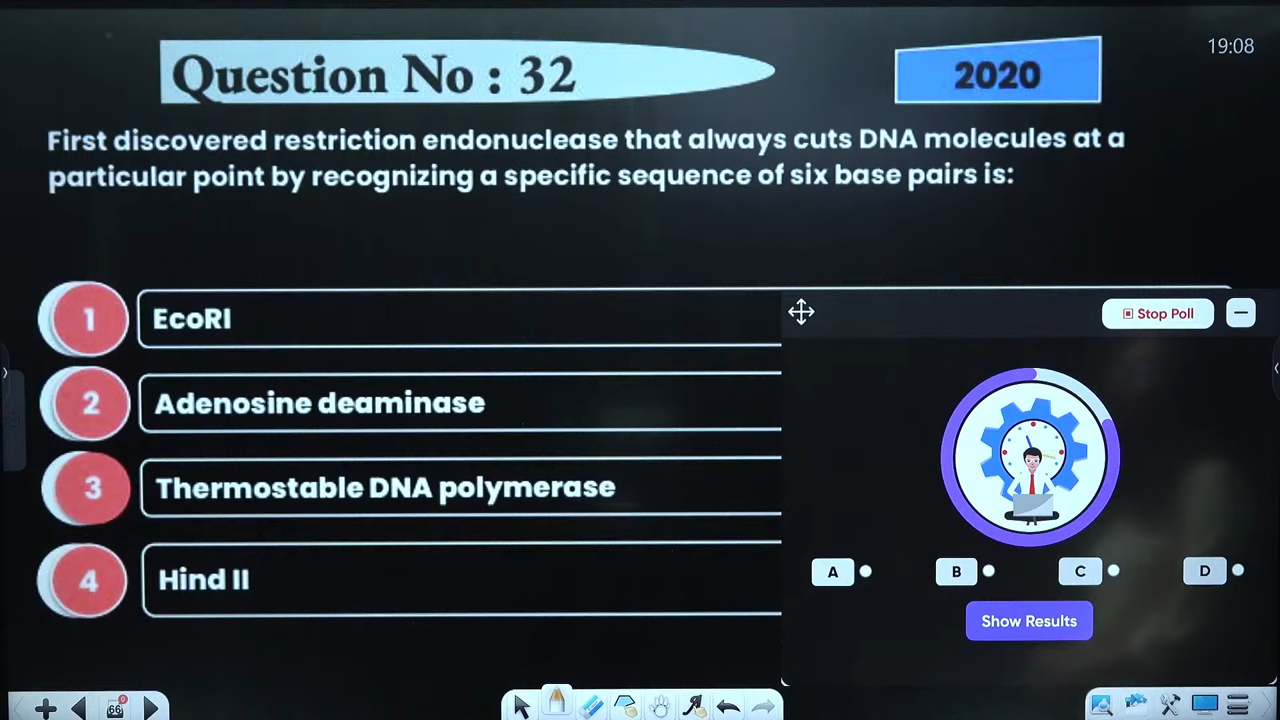 Question No : 32
2020
19:08
First discovered restriction endonuclease that always cuts DNA molecules at a
particular point by recognizing a specific sequence of six base pairs is:
1 EcoRI
2 Adenosine deaminase
3 Thermostable DNA polymerase
4 Hind II
Stop Poll
A B C D
Show Results
66
0